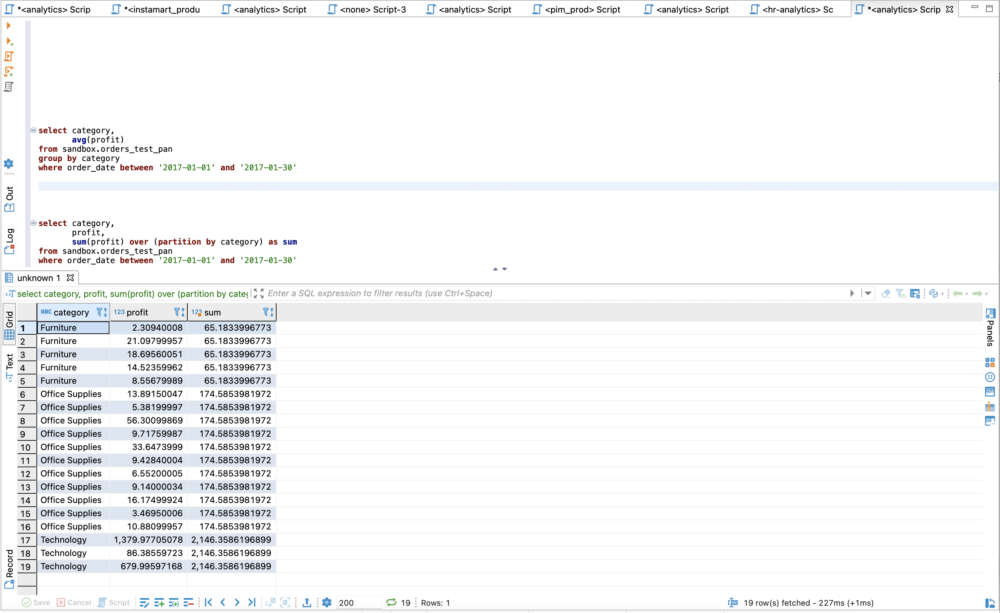 *<analytics> Scrip *<instamart_produ <analytics> Script <none> Script-3 <analytics> Script <pim_prod> Script <analytics> Script <hr-analytics> Sc *<analytics> Scrip
select category,
avg(profit)
from sandbox.orders_test_pan
group by category
where order_date between '2017-01-01' and '2017-01-30'
Out
Log
select category,
profit,
sum(profit) over (partition by category) as sum
from sandbox.orders_test_pan
where order_date between '2017-01-01' and '2017-01-30'
unknown 1
select category, profit, sum(profit) over (partition by cate Enter a SQL expression to filter results (use Ctrl+Space)
Grid
Text
Record
Panels
ABC category 123 profit 123 sum
1 Furniture 2.30940008 65.1833996773
2 Furniture 21.09799957 65.1833996773
3 Furniture 18.69560051 65.1833996773
4 Furniture 14.52359962 65.1833996773
5 Furniture 8.55679989 65.1833996773
6 Office Supplies 13.89150047 174.5853981972
7 Office Supplies 5.38199997 174.5853981972
8 Office Supplies 56.30099869 174.5853981972
9 Office Supplies 9.71759987 174.5853981972
10 Office Supplies 33.6473999 174.5853981972
11 Office Supplies 9.42840004 174.5853981972
12 Office Supplies 6.55200005 174.5853981972
13 Office Supplies 9.14000034 174.5853981972
14 Office Supplies 16.17499924 174.5853981972
15 Office Supplies 3.46950006 174.5853981972
16 Office Supplies 10.88099957 174.5853981972
17 Technology 1,379.97705078 2,146.3586196899
18 Technology 86.38559723 2,146.3586196899
19 Technology 679.99597168 2,146.3586196899
Save Cancel Script 200 19 Rows: 1 19 row(s) fetched - 227ms (+1ms)